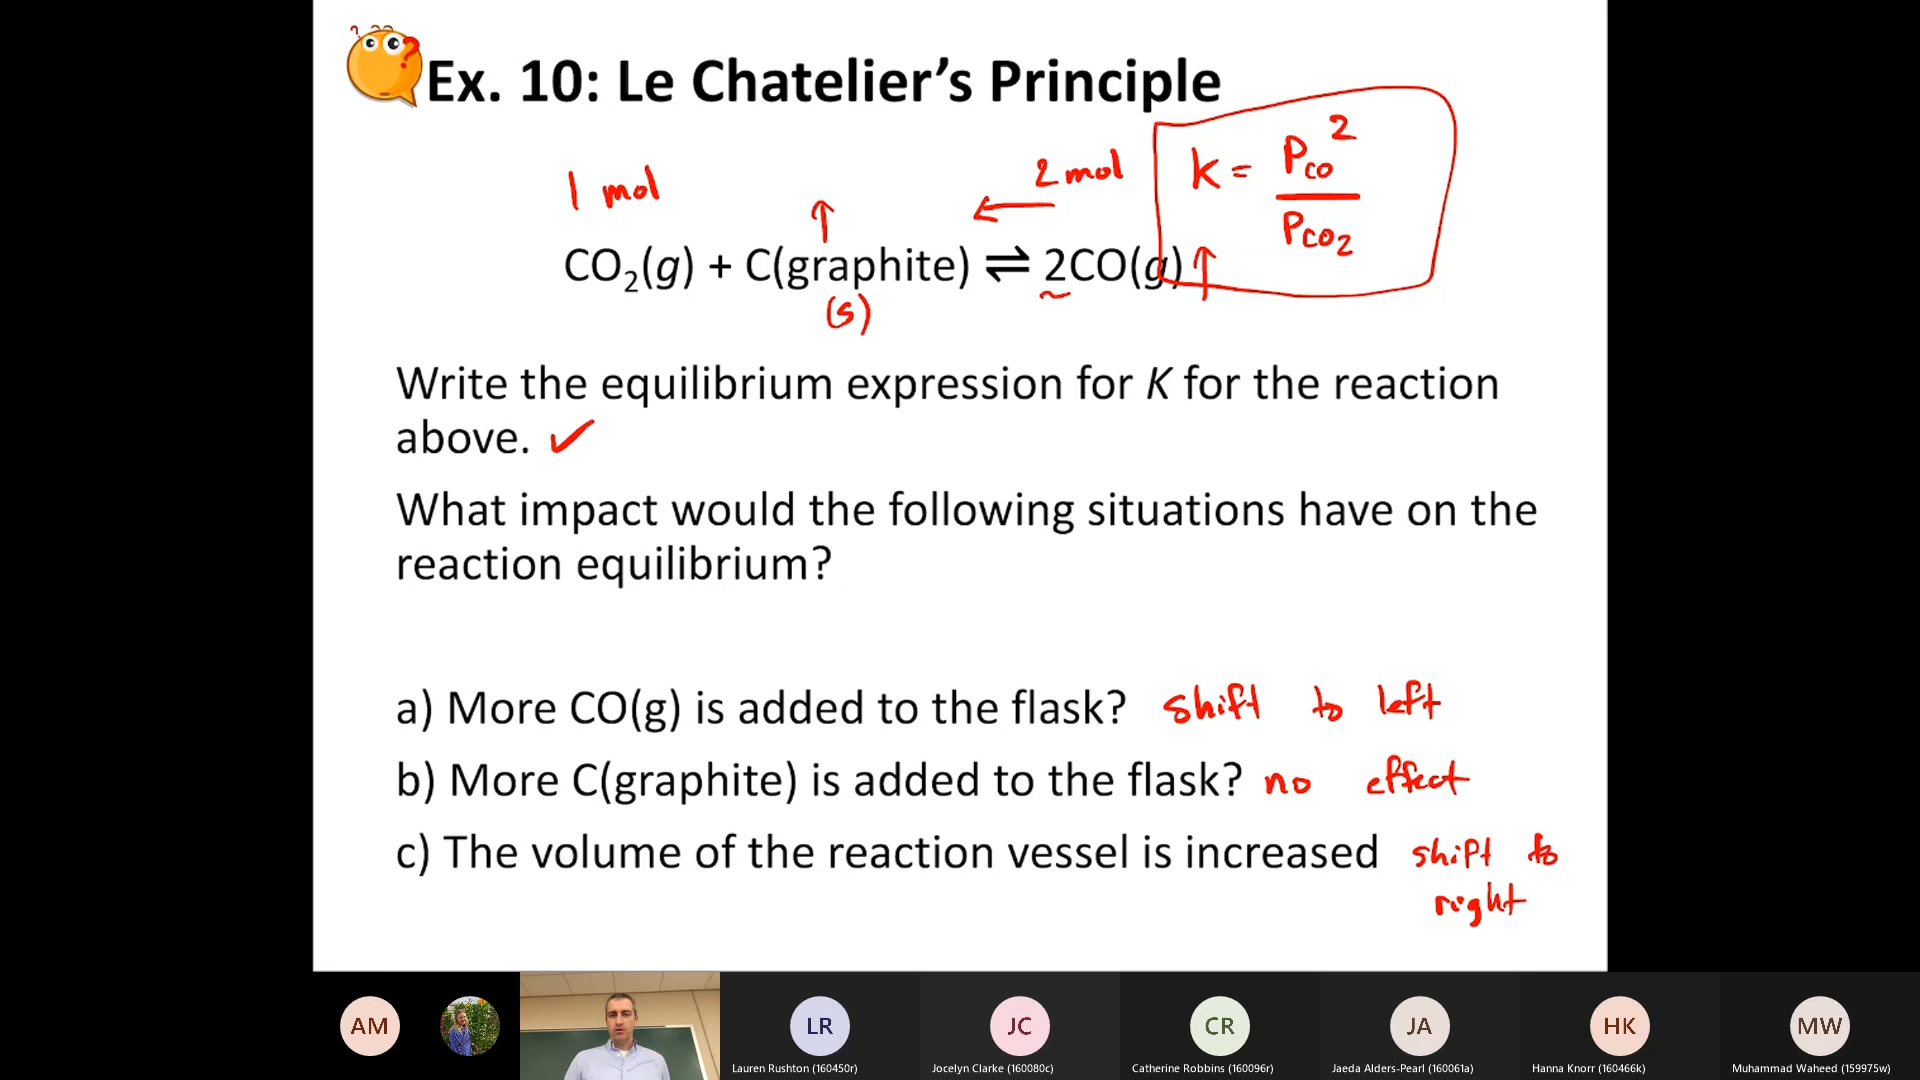 Ex. 10: Le Chatelier's Principle
1 mol
2 mol
K = P_CO^2 / P_CO2
↑
←
CO₂(g) + C(graphite) ⇌ 2CO(g) ↑
(s)
Write the equilibrium expression for K for the reaction
above. ✓
What impact would the following situations have on the
reaction equilibrium?
a) More CO(g) is added to the flask? shift to left
b) More C(graphite) is added to the flask? no effect
c) The volume of the reaction vessel is increased shift to
right
AM
LR
JC
CR
JA
HK
MW
Lauren Rushton (160450r)
Jocelyn Clarke (160080c)
Catherine Robbins (160096r)
Jaeda Alders-Pearl (160061a)
Hanna Knorr (160466k)
Muhammad Waheed (159975w)